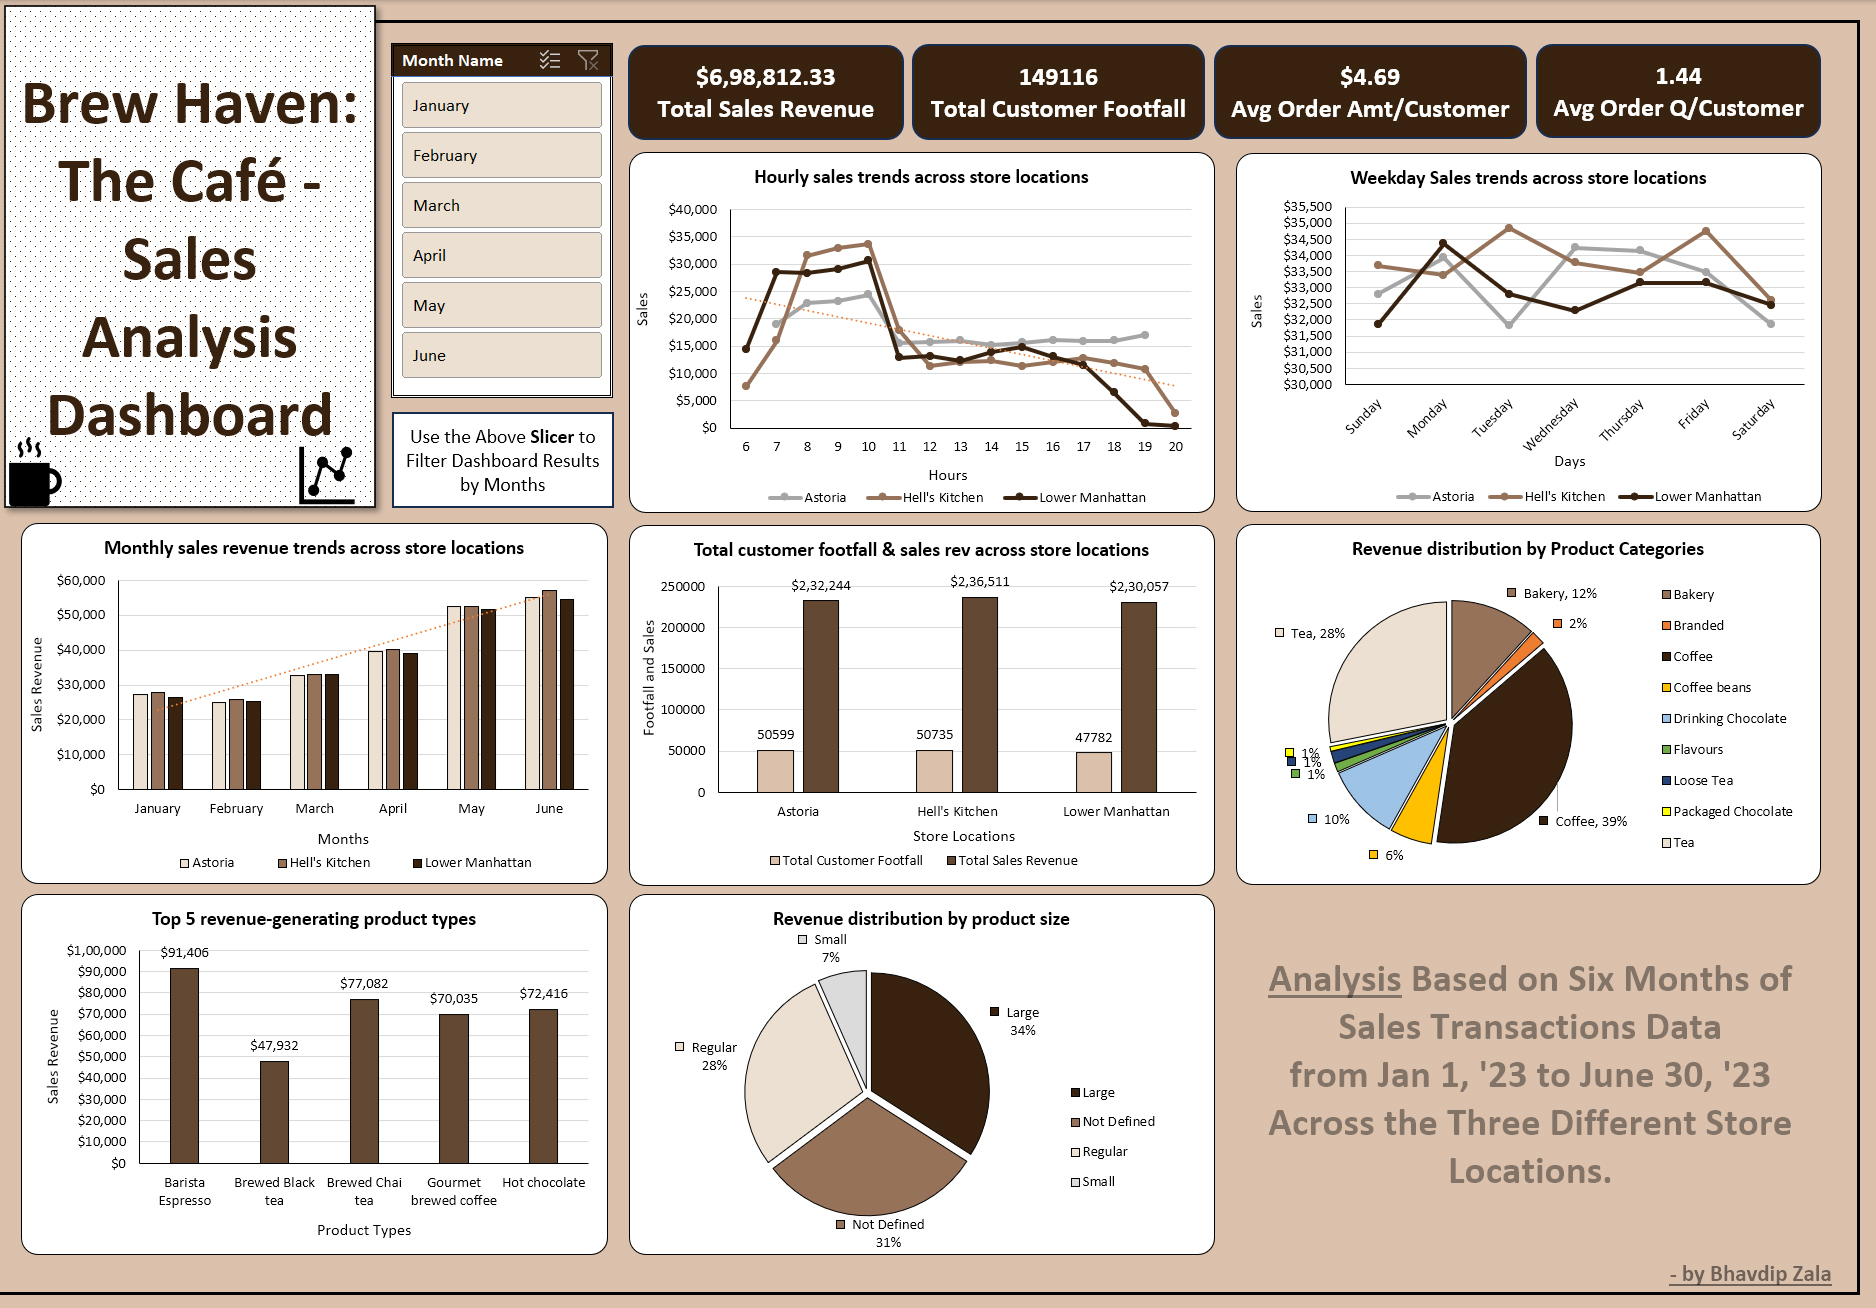 Brew Haven:
The Café -
Sales
Analysis
Dashboard
Month Name
January
February
March
April
May
June
Use the Above Slicer to
Filter Dashboard Results
by Months
$6,98,812.33
Total Sales Revenue
149116
Total Customer Footfall
$4.69
Avg Order Amt/Customer
1.44
Avg Order Q/Customer
Hourly sales trends across store locations
$40,000
$35,000
$30,000
$25,000
$20,000
$15,000
$10,000
$5,000
$0
Sales
6 7 8 9 10 11 12 13 14 15 16 17 18 19 20
Hours
Astoria Hell's Kitchen Lower Manhattan
Weekday Sales trends across store locations
$35,500
$35,000
$34,500
$34,000
$33,500
$33,000
$32,500
$32,000
$31,500
$31,000
$30,500
$30,000
Sales
Sunday Monday Tuesday Wednesday Thursday Friday Saturday
Days
Astoria Hell's Kitchen Lower Manhattan
Monthly sales revenue trends across store locations
$60,000
$50,000
$40,000
$30,000
$20,000
$10,000
$0
Sales Revenue
January February March April May June
Months
Astoria Hell's Kitchen Lower Manhattan
Total customer footfall & sales rev across store locations
250000
200000
150000
100000
50000
0
Footfall and Sales
$2,32,244 $2,36,511 $2,30,057
50599 50735 47782
Astoria Hell's Kitchen Lower Manhattan
Store Locations
Total Customer Footfall Total Sales Revenue
Revenue distribution by Product Categories
Bakery, 12%
2%
Tea, 28%
1%
1%
1%
10%
6%
Coffee, 39%
Bakery
Branded
Coffee
Coffee beans
Drinking Chocolate
Flavours
Loose Tea
Packaged Chocolate
Tea
Top 5 revenue-generating product types
$1,00,000
$90,000
$80,000
$70,000
$60,000
$50,000
$40,000
$30,000
$20,000
$10,000
$0
Sales Revenue
$91,406
$47,932
$77,082
$70,035
$72,416
Barista
Espresso
Brewed Black
tea
Brewed Chai
tea
Gourmet
brewed coffee
Hot chocolate
Product Types
Revenue distribution by product size
Small
7%
Large
34%
Regular
28%
Not Defined
31%
Large
Not Defined
Regular
Small
Analysis Based on Six Months of
Sales Transactions Data
from Jan 1, '23 to June 30, '23
Across the Three Different Store
Locations.
- by Bhavdip Zala